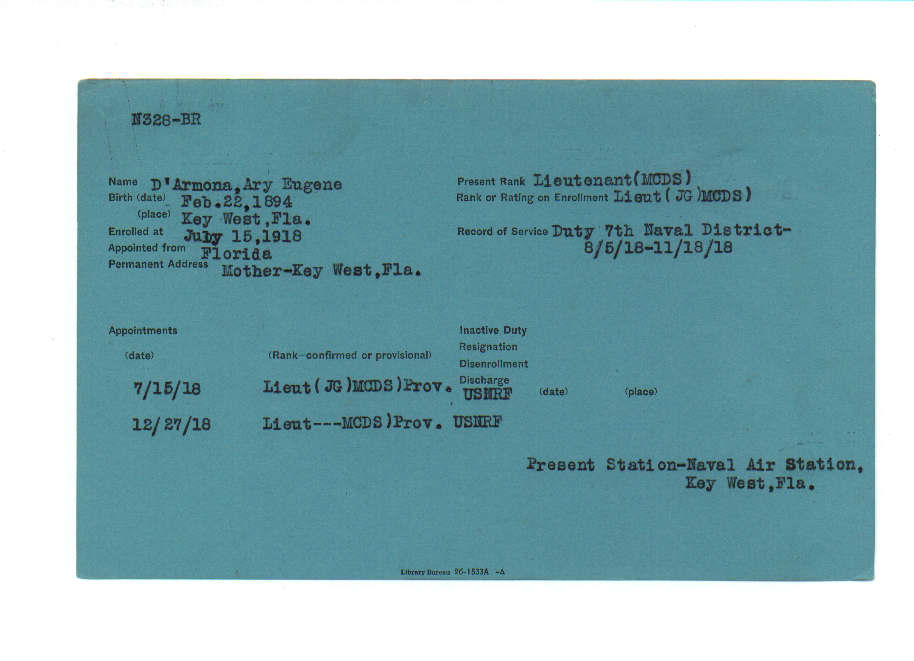 N328-BR
Name D'Armona,Ary Eugene
Birth (date) Feb.22,1894
(place) Key West,Fla.
Enrolled at July 15,1918
Appointed from Florida
Permanent Address Mother-Key West,Fla.
Present Rank Lieutenant(MCDS)
Rank or Rating on Enrollment Lieut(JG)MCDS)
Record of Service Duty 7th Naval District-
8/5/18-11/18/18
Appointments
(date) (Rank—confirmed or provisional)
7/15/18 Lieut(JG)MCDS)Prov. USNRF
12/27/18 Lieut---MCDS)Prov. USNRF
Inactive Duty
Resignation
Disenrollment
Discharge
(date) (place)
Present Station-Naval Air Station,
Key West,Fla.
Library Bureau 26-1533A -A